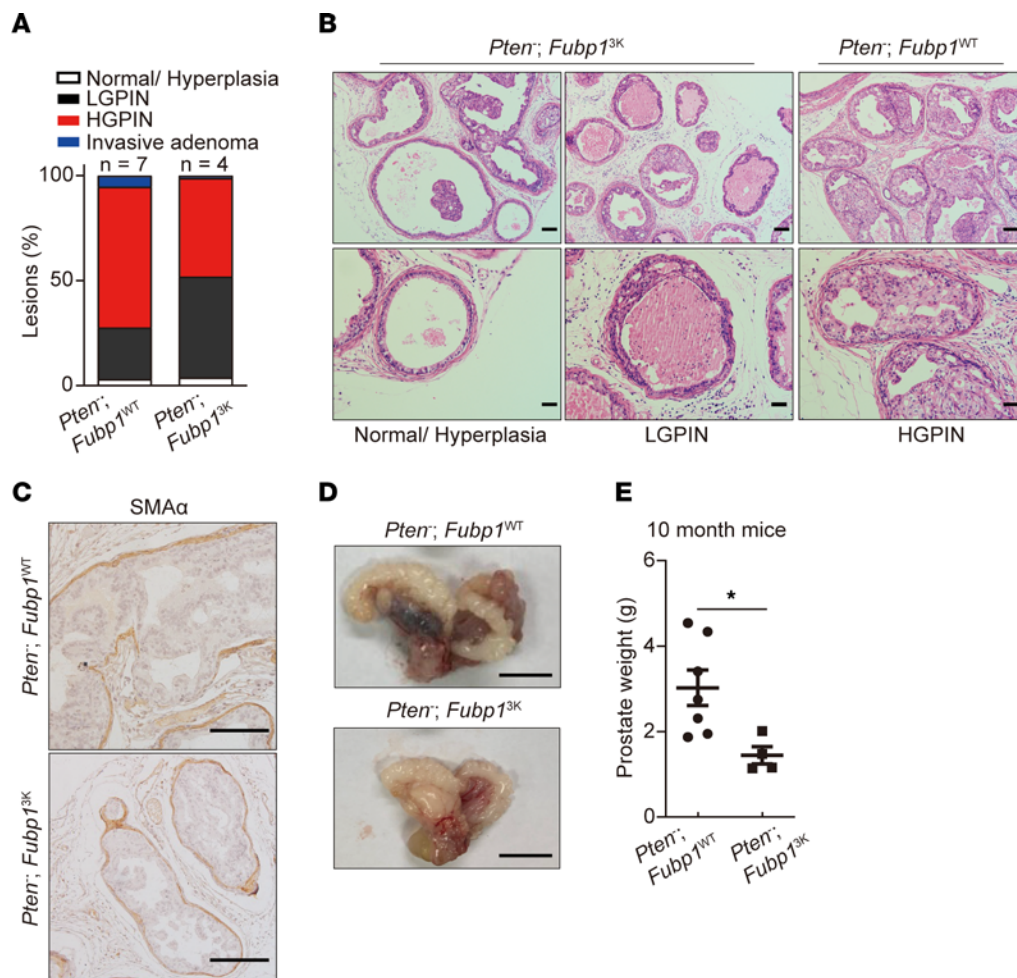 A
Normal/ Hyperplasia
LGPIN
HGPIN
Invasive adenoma
n = 7
n = 4
100
50
0
Lesions (%)
Pten⁻;
Fubp1ᵂᵀ
Pten⁻;
Fubp1³ᴷ
B
Pten⁻; Fubp1³ᴷ
Pten⁻; Fubp1ᵂᵀ
Normal/ Hyperplasia
LGPIN
HGPIN
C
SMAα
Pten⁻; Fubp1ᵂᵀ
Pten⁻; Fubp1³ᴷ
D
Pten⁻; Fubp1ᵂᵀ
Pten⁻; Fubp1³ᴷ
E
10 month mice
6
4
2
0
Prostate weight (g)
*
Pten⁻;
Fubp1ᵂᵀ
Pten⁻;
Fubp1³ᴷ